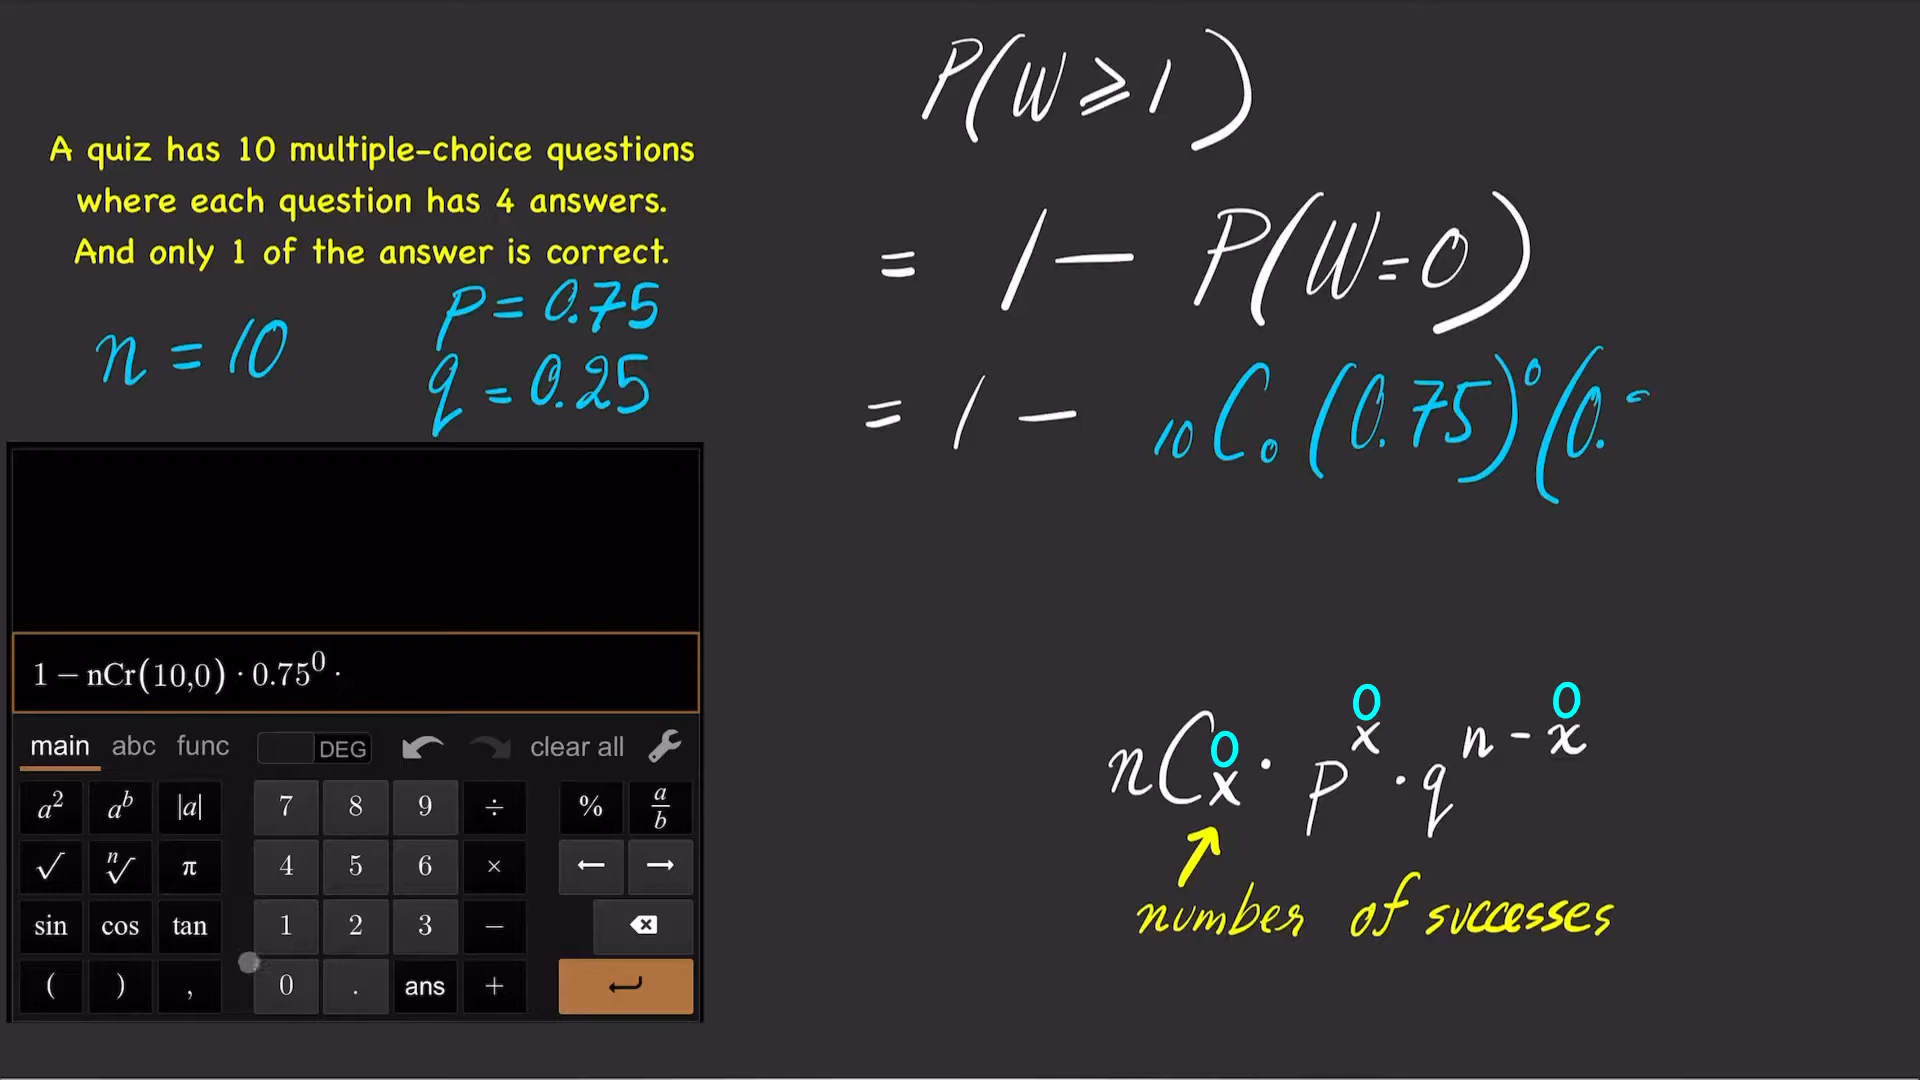 A quiz has 10 multiple-choice questions
where each question has 4 answers.
And only 1 of the answer is correct.
n = 10
p = 0.75
q = 0.25
P(W ≥ 1)
= 1 − P(W=0)
= 1 − ₁₀C₀ (0.75)⁰ (0.
1 − nCr(10,0) · 0.75⁰ ·
main abc func DEG clear all
a² aᵇ |a| 7 8 9 ÷ % a/b
√ ⁿ√ π 4 5 6 × ← →
sin cos tan 1 2 3 −
( ) , 0 . ans +
0 0 0
nCx · p^x · q^(n−x)
number of successes